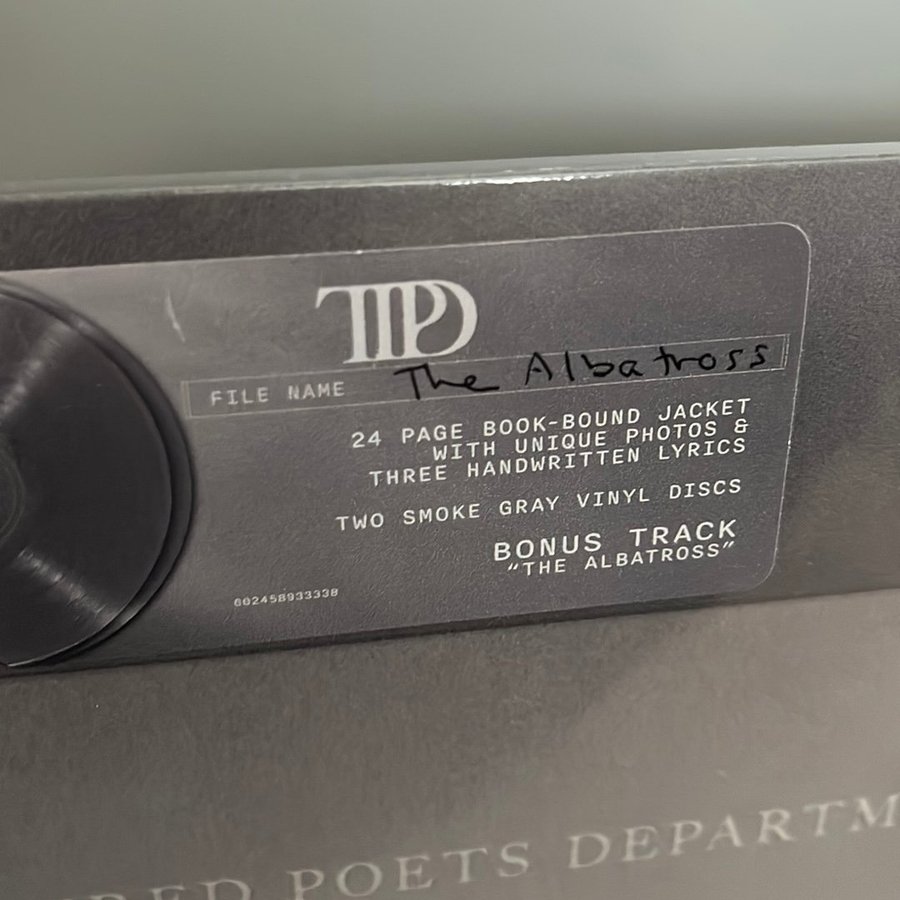 TTPD
FILE NAME The Albatross
24 PAGE BOOK-BOUND JACKET
WITH UNIQUE PHOTOS &
THREE HANDWRITTEN LYRICS
TWO SMOKE GRAY VINYL DISCS
BONUS TRACK
"THE ALBATROSS"
602458933338
POETS DEPARTM